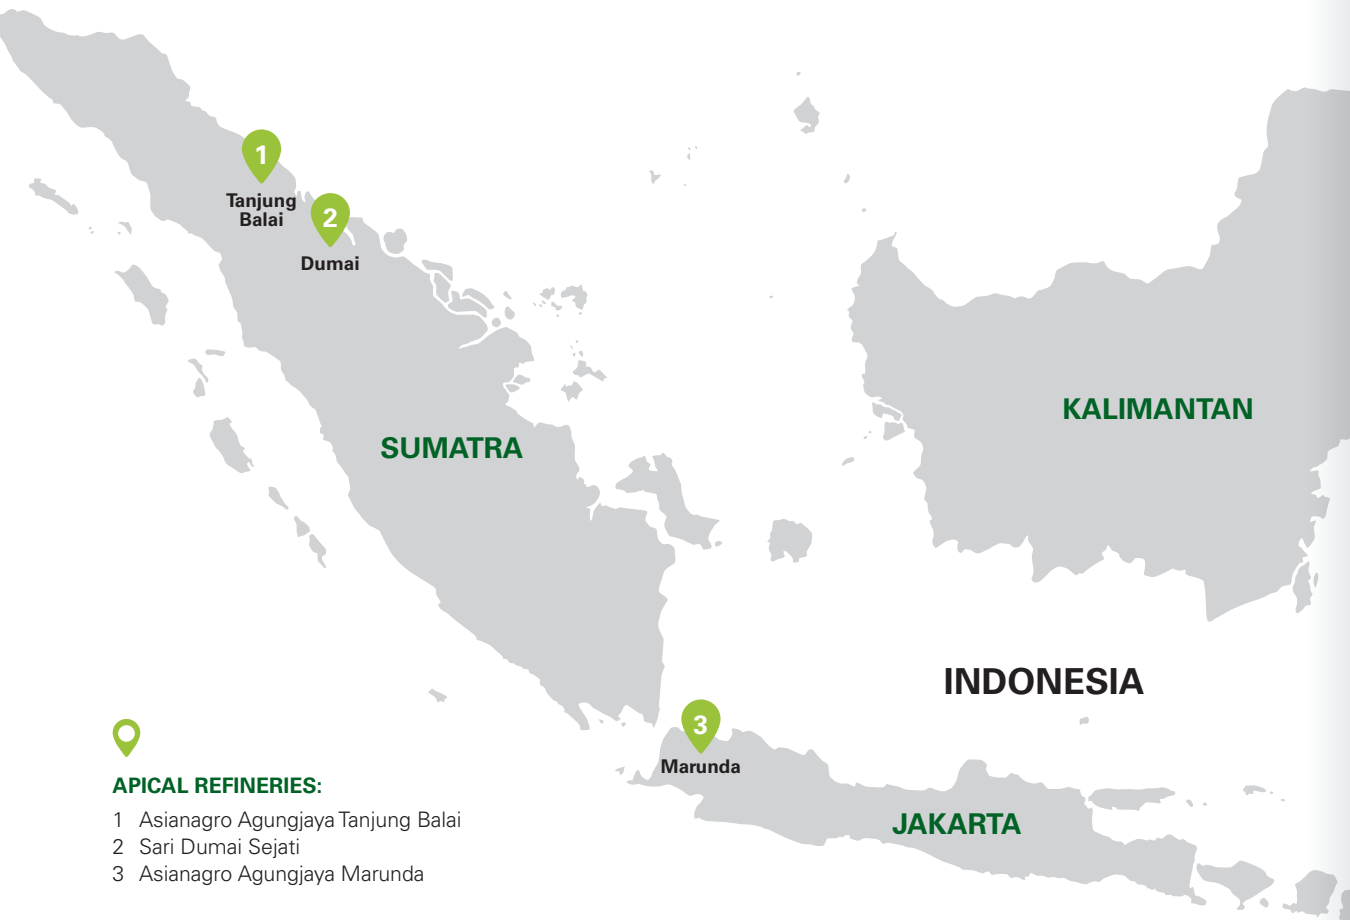 1
Tanjung
Balai
2
Dumai
KALIMANTAN
SUMATRA
INDONESIA
3
Marunda
JAKARTA
APICAL REFINERIES:
1 Asianagro Agungjaya Tanjung Balai
2 Sari Dumai Sejati
3 Asianagro Agungjaya Marunda